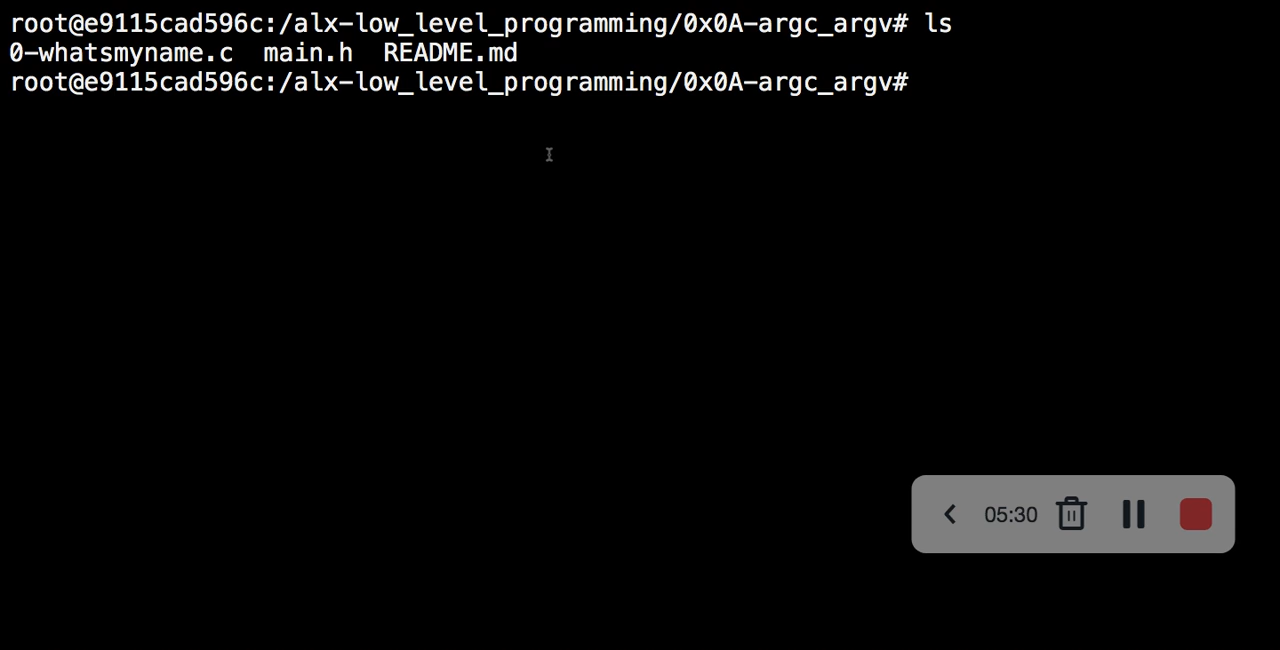 root@e9115cad596c:/alx-low_level_programming/0x0A-argc_argv# ls
0-whatsmyname.c  main.h  README.md
root@e9115cad596c:/alx-low_level_programming/0x0A-argc_argv#
05:30